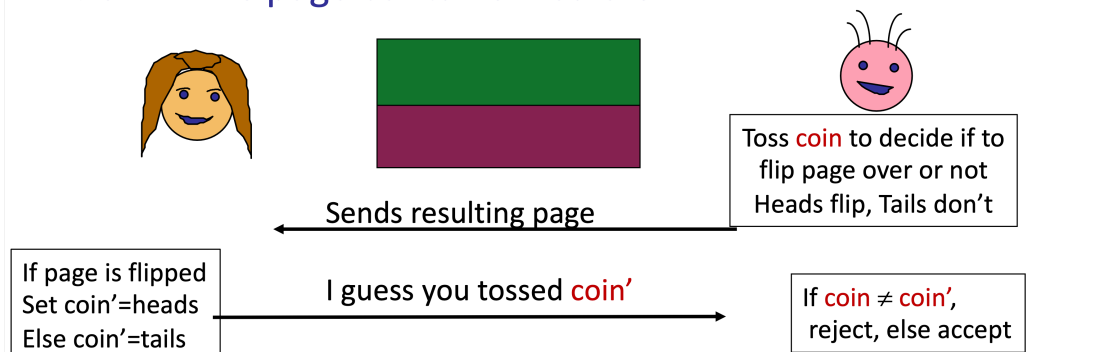 Toss coin to decide if to
flip page over or not
Heads flip, Tails don’t
Sends resulting page
If page is flipped
Set coin’=heads
Else coin’=tails
I guess you tossed coin’
If coin ≠ coin’,
reject, else accept